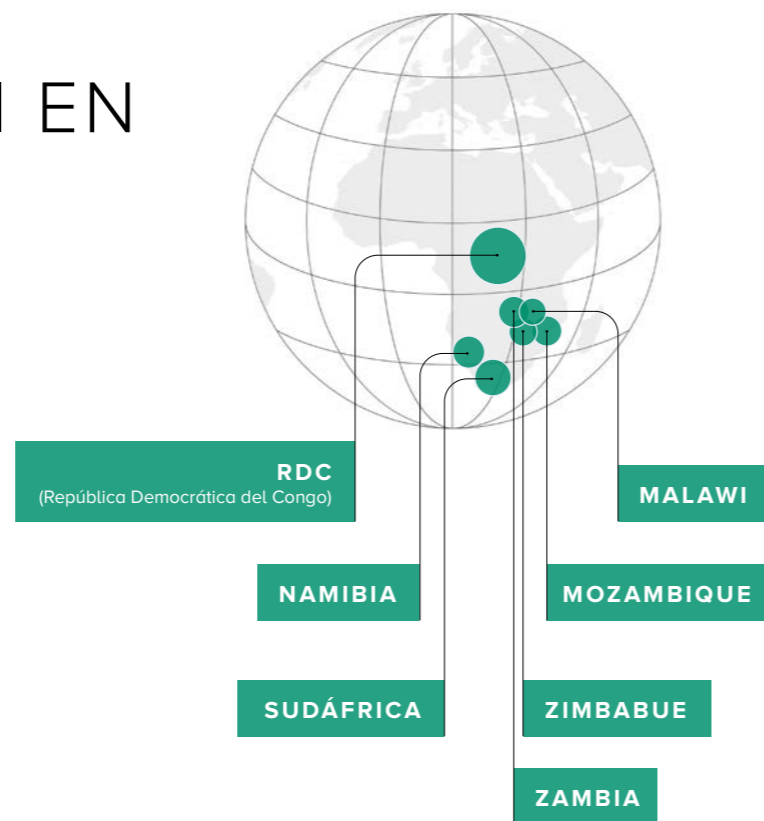 EN
RDC
(República Democrática del Congo)
MALAWI
NAMIBIA
MOZAMBIQUE
SUDÁFRICA
ZIMBABUE
ZAMBIA